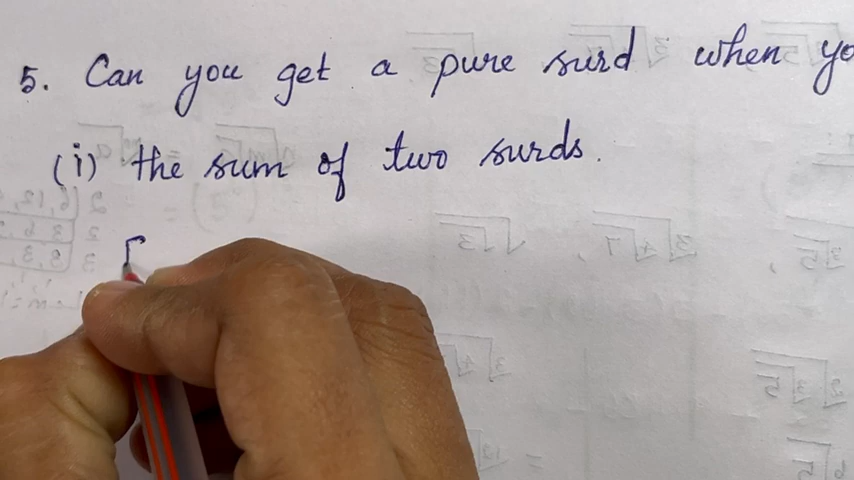 5. Can you get a pure surd when yo
(i) the sum of two surds.